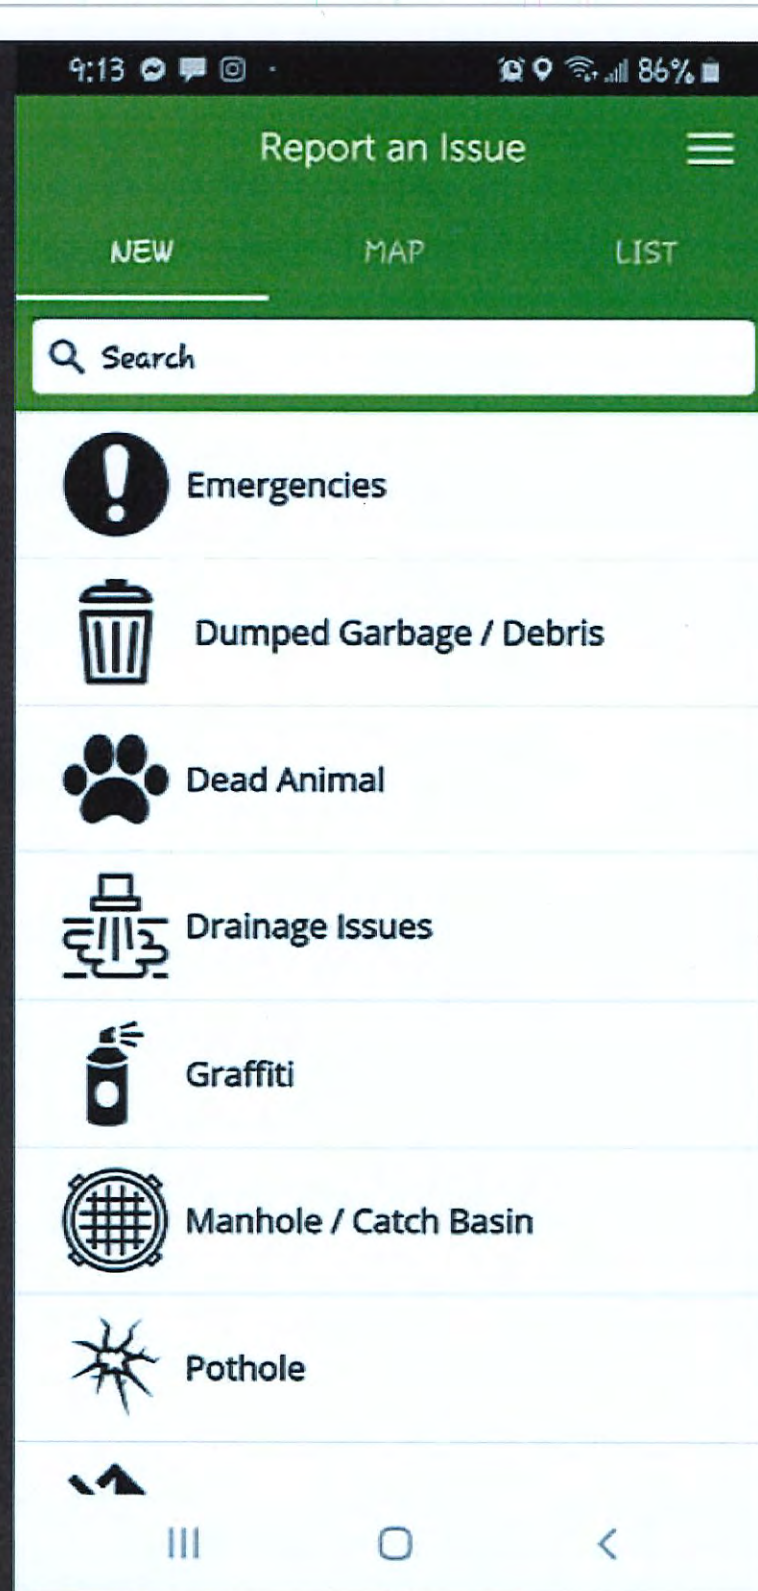 9:13 86%
Report an Issue
NEW MAP LIST
Search
Emergencies
Dumped Garbage / Debris
Dead Animal
Drainage Issues
Graffiti
Manhole / Catch Basin
Pothole